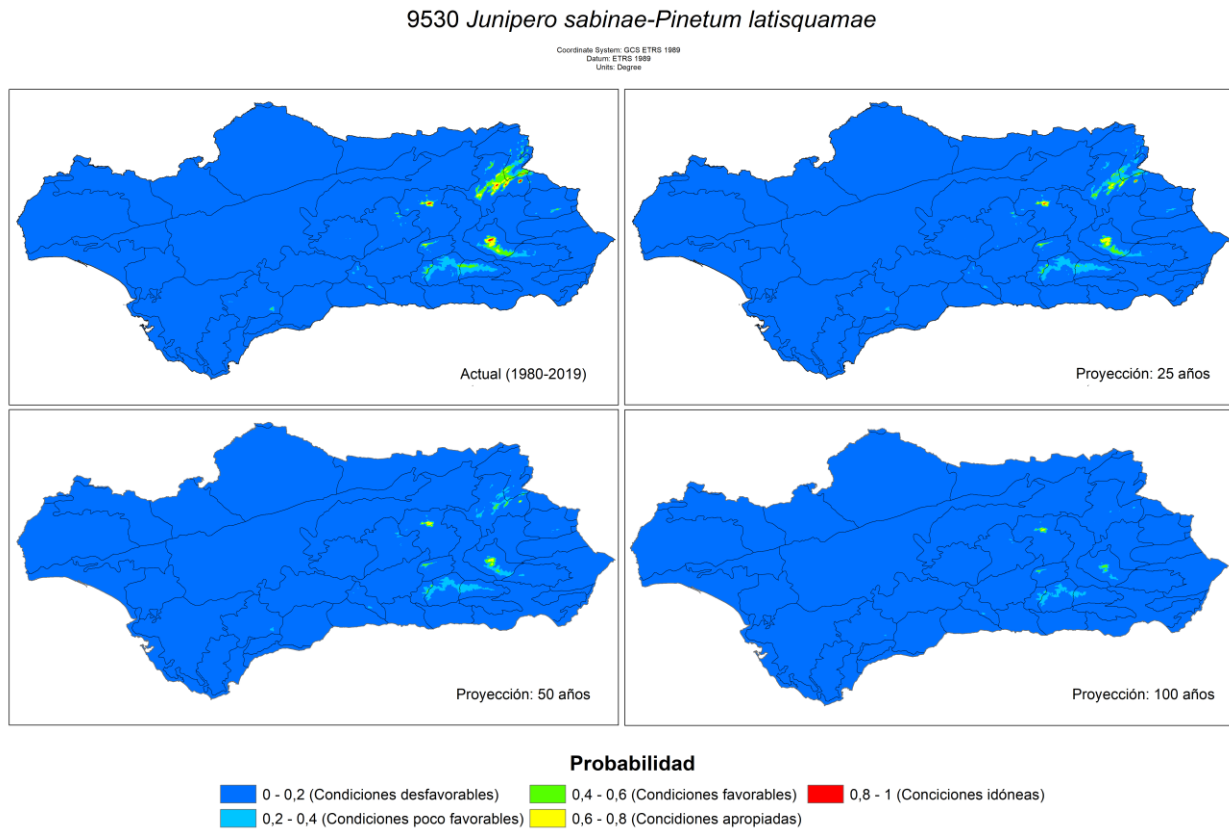 9530 Junipero sabinae-Pinetum latisquamae
Coordinate System: GCS ETRS 1989
Datum: ETRS 1989
Units: Degree
Actual (1980-2019)
Proyección: 25 años
Proyección: 50 años
Proyección: 100 años
Probabilidad
0 - 0,2 (Condiciones desfavorables)
0,4 - 0,6 (Condiciones favorables)
0,8 - 1 (Conciciones idóneas)
0,2 - 0,4 (Condiciones poco favorables)
0,6 - 0,8 (Concidiones apropiadas)